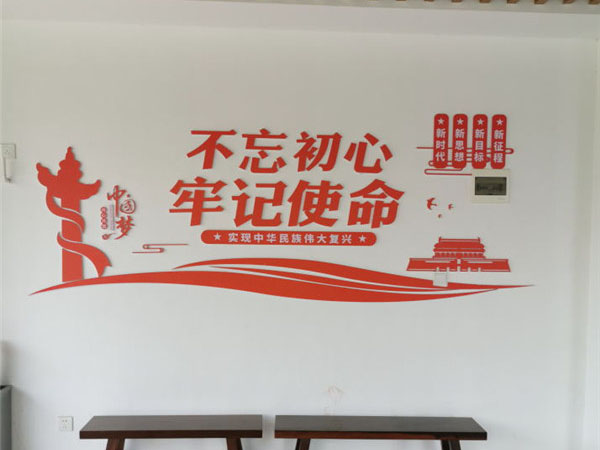 不忘初心
牢记使命
★ 实现中华民族伟大复兴 ★
中国梦
★新时代
★新思想
★新目标
★新征程